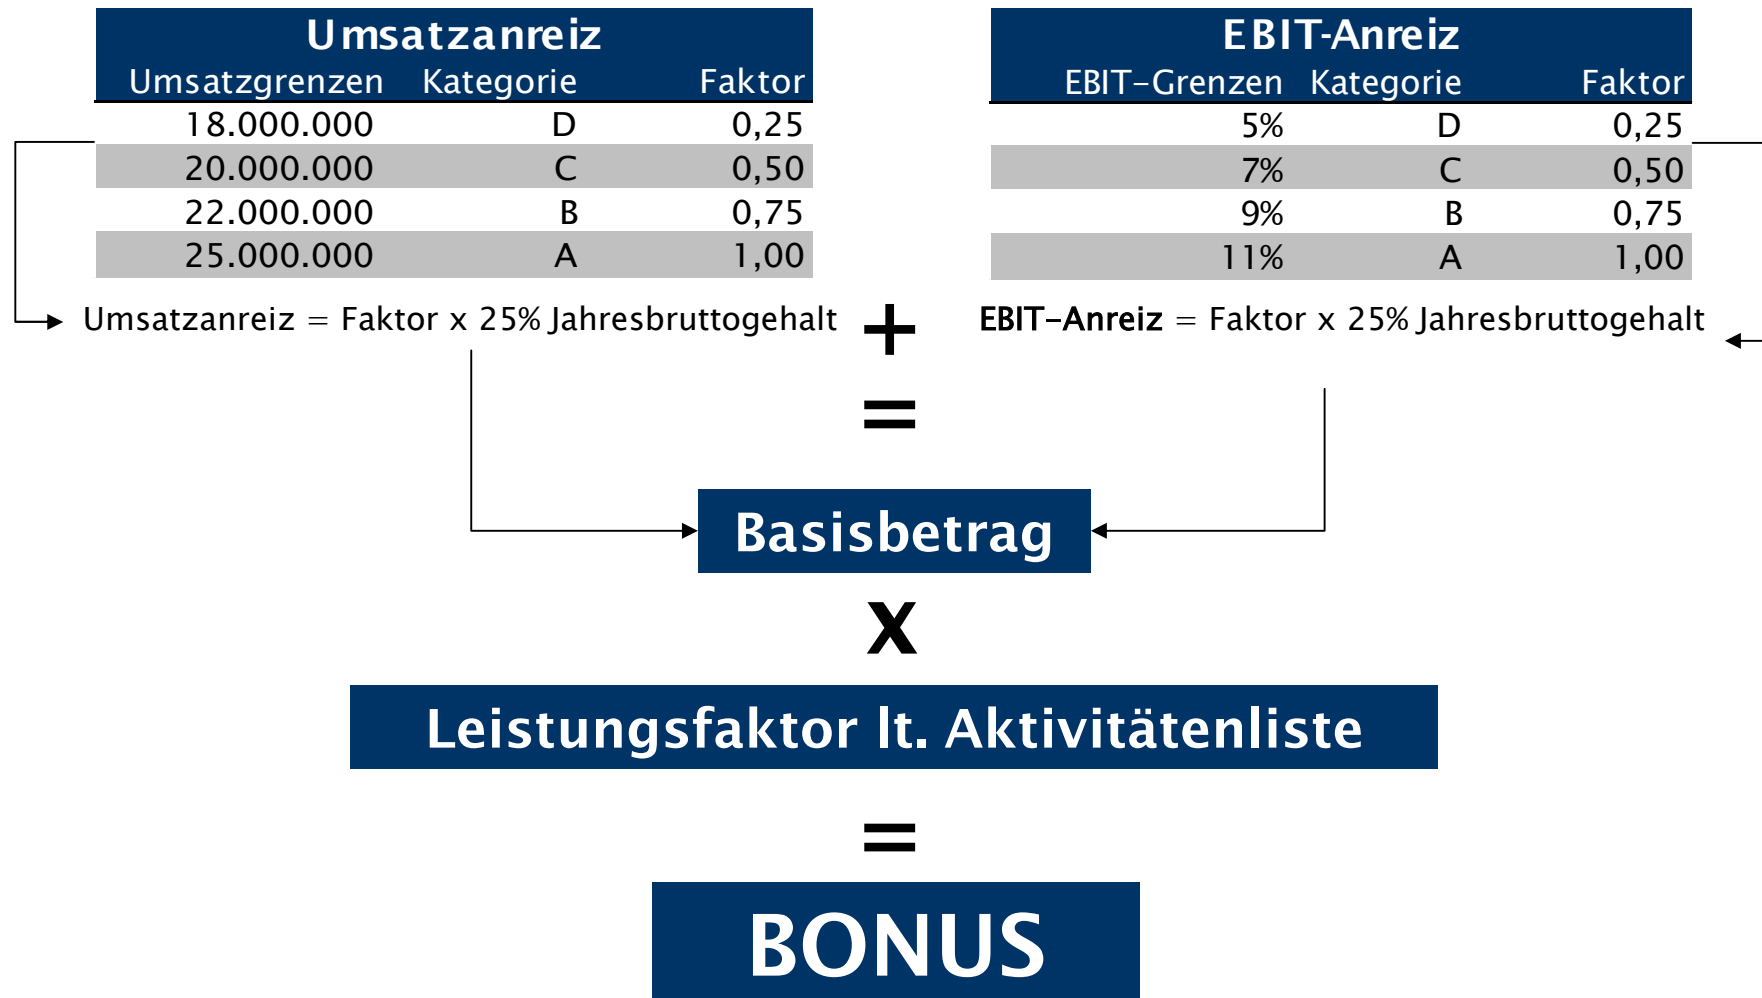 Umsatzanreiz
Umsatzgrenzen Kategorie Faktor
18.000.000 D 0,25
20.000.000 C 0,50
22.000.000 B 0,75
25.000.000 A 1,00
Umsatzanreiz = Faktor x 25% Jahresbruttogehalt
+
EBIT-Anreiz
EBIT-Grenzen Kategorie Faktor
5% D 0,25
7% C 0,50
9% B 0,75
11% A 1,00
EBIT-Anreiz = Faktor x 25% Jahresbruttogehalt
=
Basisbetrag
x
Leistungsfaktor lt. Aktivitätenliste
=
BONUS